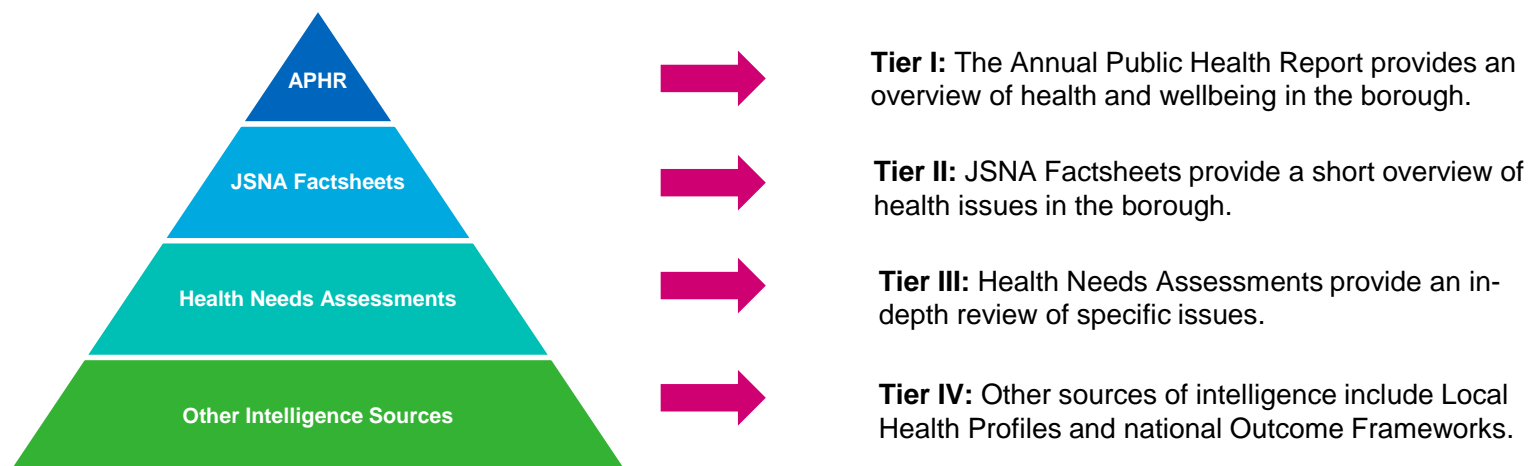 APHR
Tier I: The Annual Public Health Report provides an
overview of health and wellbeing in the borough.
JSNA Factsheets
Tier II: JSNA Factsheets provide a short overview of
health issues in the borough.
Health Needs Assessments
Tier III: Health Needs Assessments provide an in-
depth review of specific issues.
Other Intelligence Sources
Tier IV: Other sources of intelligence include Local
Health Profiles and national Outcome Frameworks.